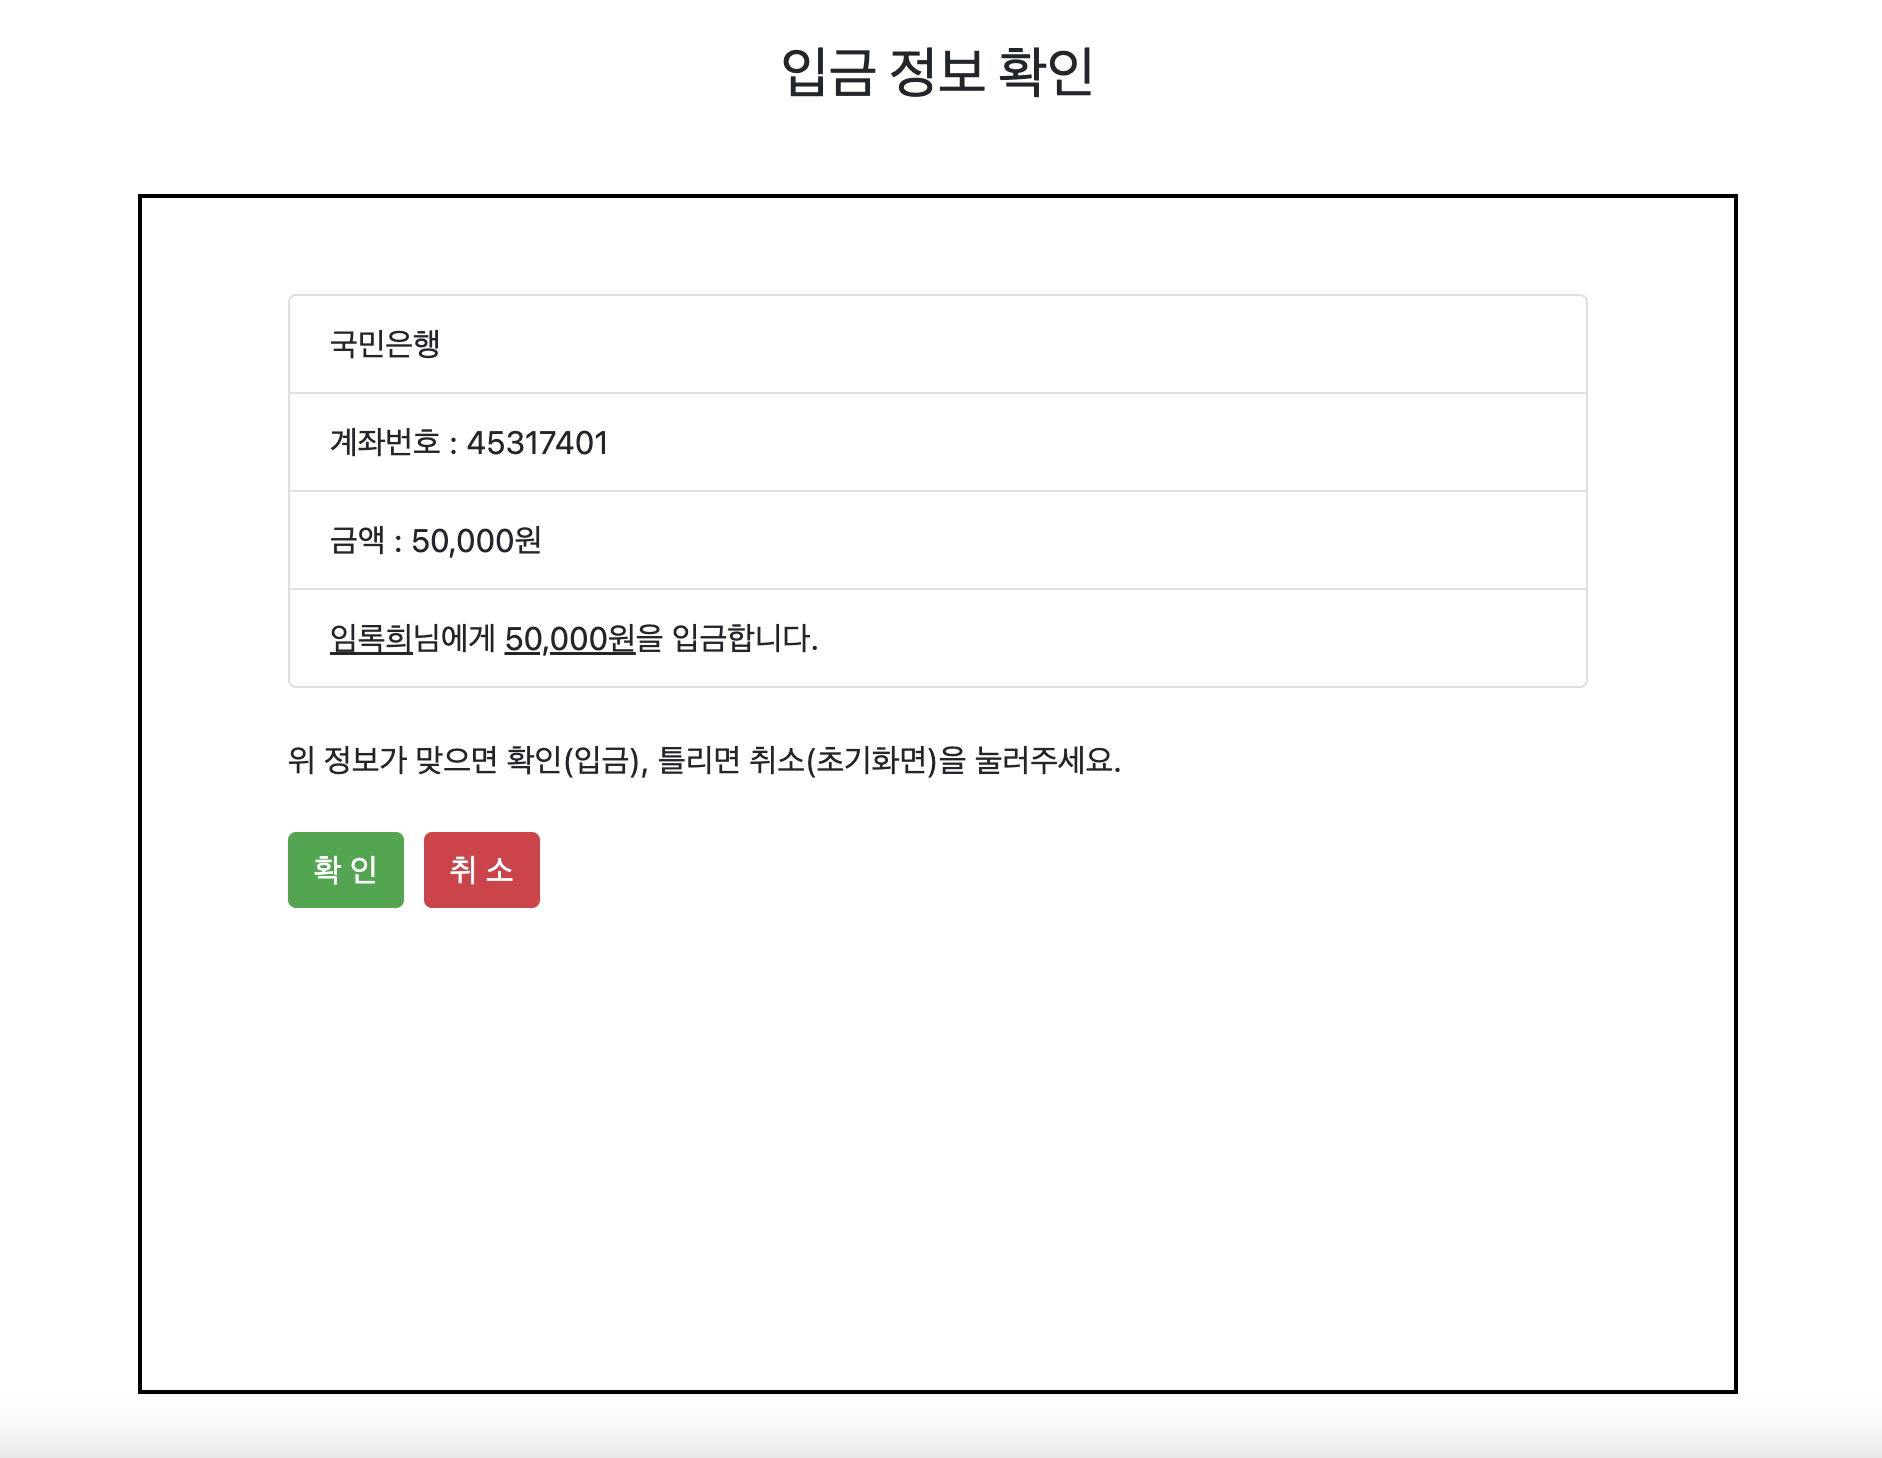 입금 정보 확인
국민은행
계좌번호 : 45317401
금액 : 50,000원
임록희님에게 50,000원을 입금합니다.
위 정보가 맞으면 확인(입금), 틀리면 취소(초기화면)을 눌러주세요.
확 인 취 소